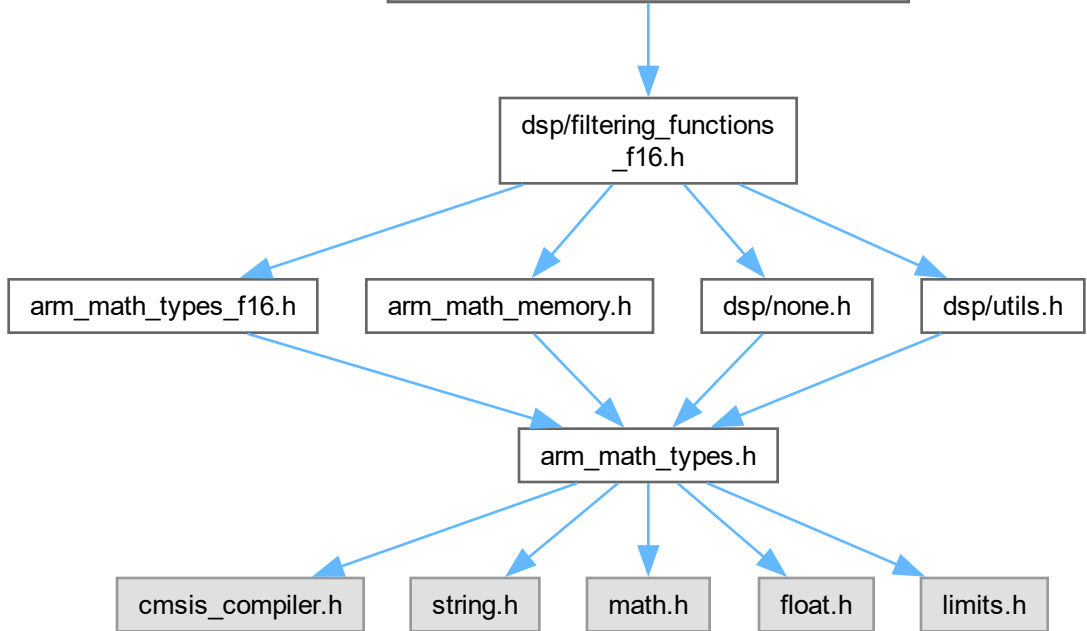 dsp/filtering_functions
_f16.h
arm_math_types_f16.h
arm_math_memory.h
dsp/none.h
dsp/utils.h
arm_math_types.h
cmsis_compiler.h
string.h
math.h
float.h
limits.h